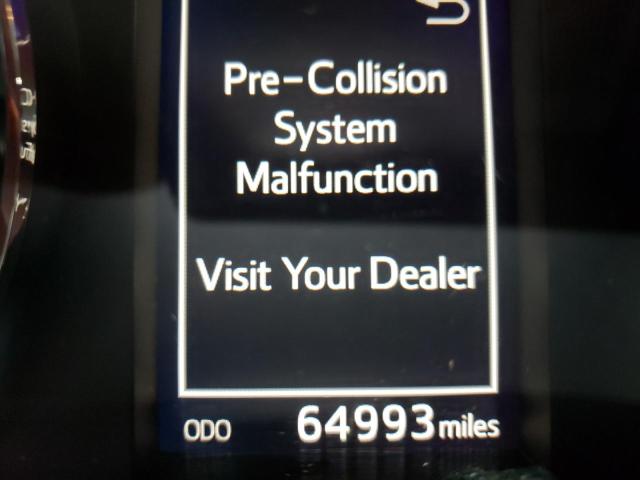 Pre-Collision
System
Malfunction
Visit Your Dealer
ODO 64993 miles